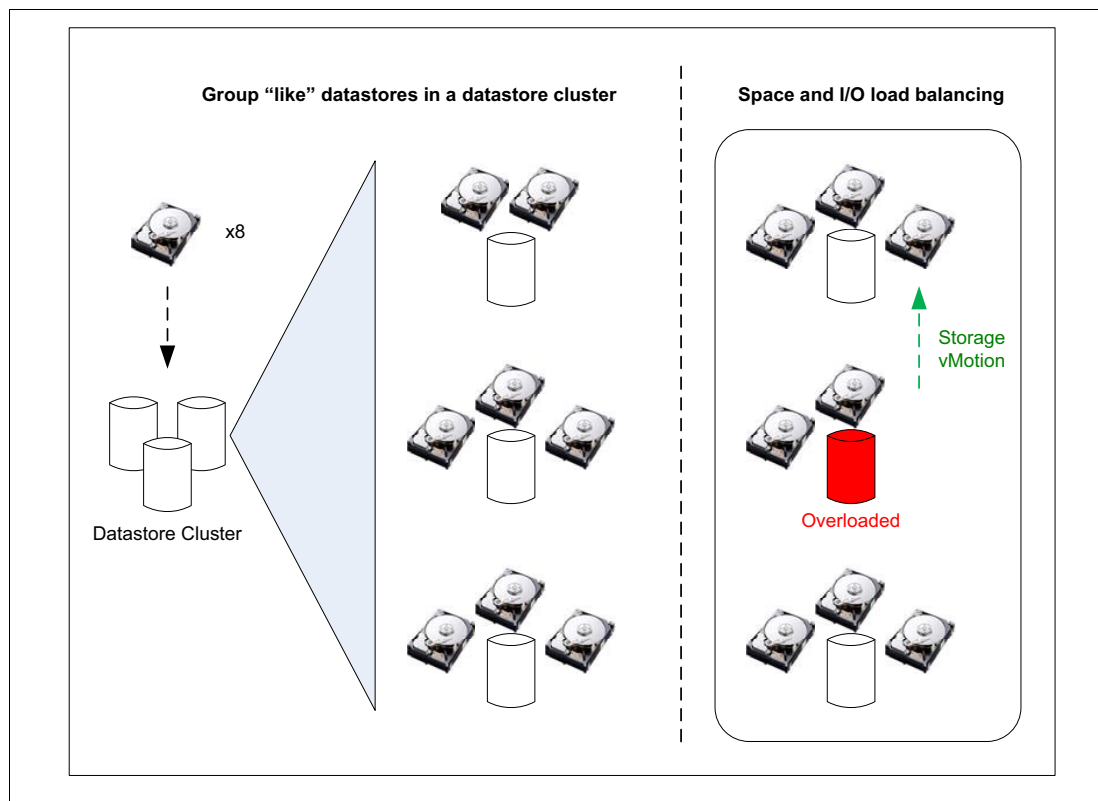 Group “like” datastores in a datastore cluster
Space and I/O load balancing
x8
Storage
vMotion
Overloaded
Datastore Cluster